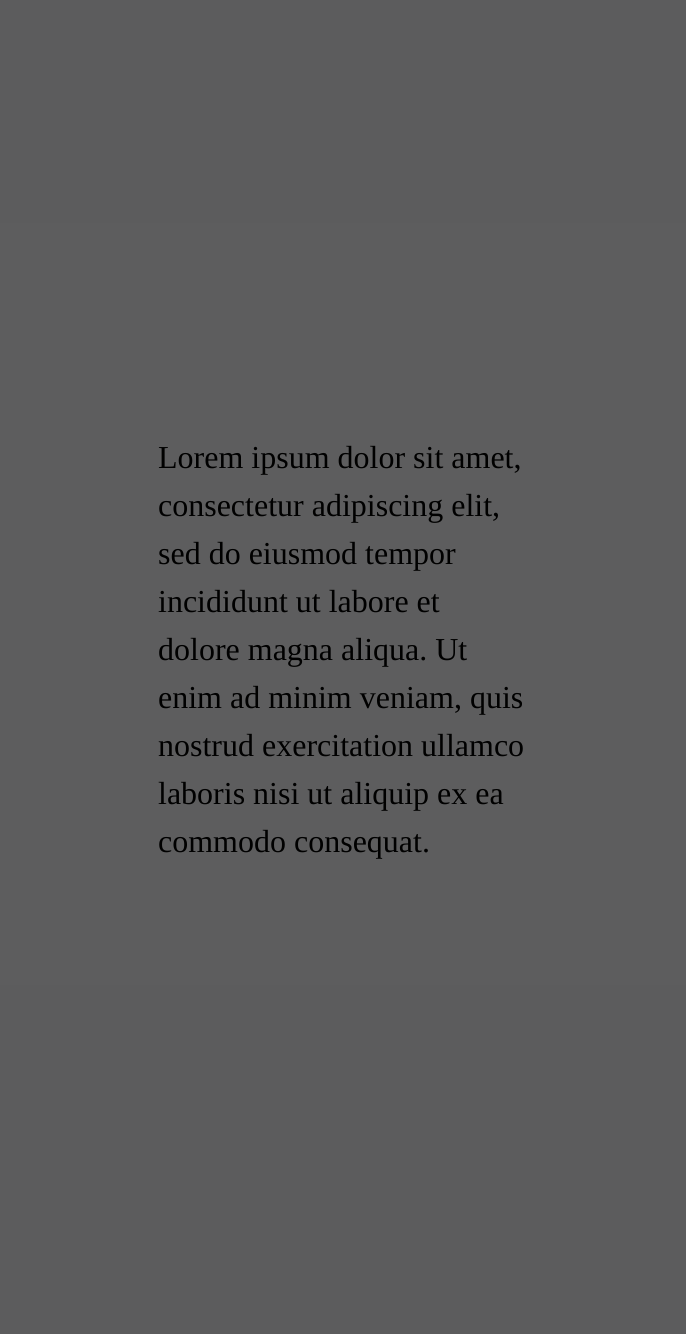 Lorem ipsum dolor sit amet,
consectetur adipiscing elit,
sed do eiusmod tempor
incididunt ut labore et
dolore magna aliqua. Ut
enim ad minim veniam, quis
nostrud exercitation ullamco
laboris nisi ut aliquip ex ea
commodo consequat.